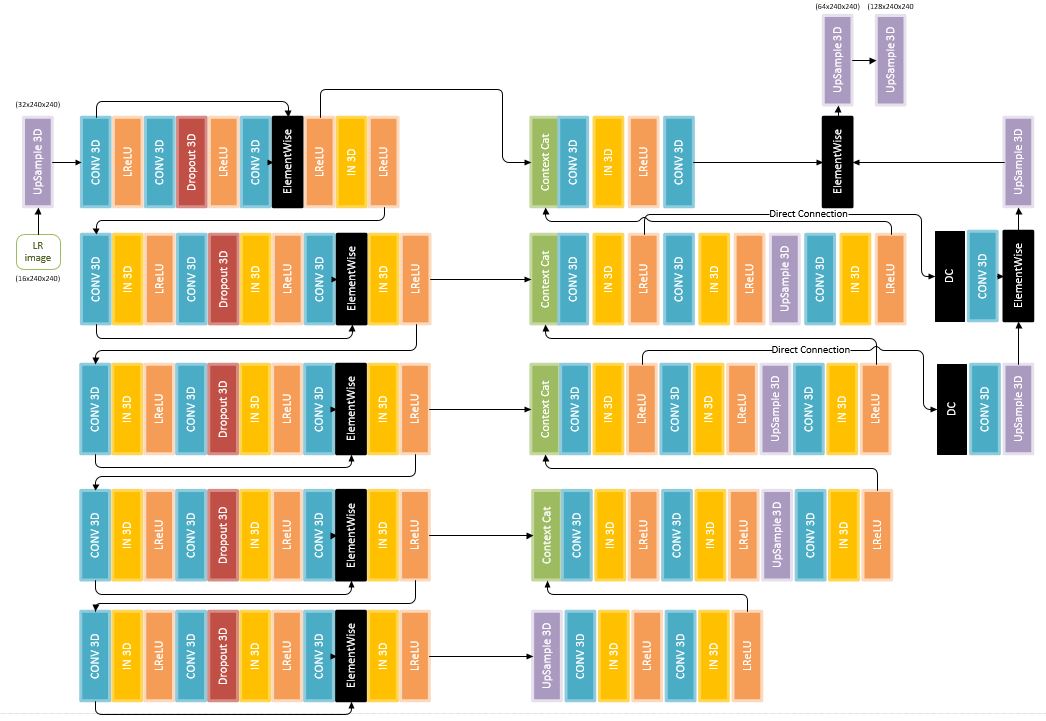 (64x240x240) (128x240x240
UpSample 3D UpSample 3D
(32x240x240)
UpSample 3D CONV 3D LReLU CONV 3D Dropout 3D LReLU CONV 3D ElementWise LReLU IN 3D LReLU Context Cat CONV 3D IN 3D LReLU CONV 3D ElementWise UpSample 3D
Direct Connection
LR
image
(16x240x240)
CONV 3D IN 3D LReLU CONV 3D Dropout 3D IN 3D LReLU CONV 3D ElementWise IN 3D LReLU Context Cat CONV 3D IN 3D LReLU CONV 3D IN 3D LReLU UpSample 3D CONV 3D IN 3D LReLU DC CONV 3D ElementWise
Direct Connection
CONV 3D IN 3D LReLU CONV 3D Dropout 3D IN 3D LReLU CONV 3D ElementWise IN 3D LReLU Context Cat CONV 3D IN 3D LReLU CONV 3D IN 3D LReLU UpSample 3D CONV 3D IN 3D LReLU DC CONV 3D UpSample 3D
CONV 3D IN 3D LReLU CONV 3D Dropout 3D IN 3D LReLU CONV 3D ElementWise IN 3D LReLU Context Cat CONV 3D IN 3D LReLU CONV 3D IN 3D LReLU UpSample 3D CONV 3D IN 3D LReLU
CONV 3D IN 3D LReLU CONV 3D Dropout 3D IN 3D LReLU CONV 3D ElementWise IN 3D LReLU UpSample 3D CONV 3D IN 3D LReLU CONV 3D IN 3D LReLU